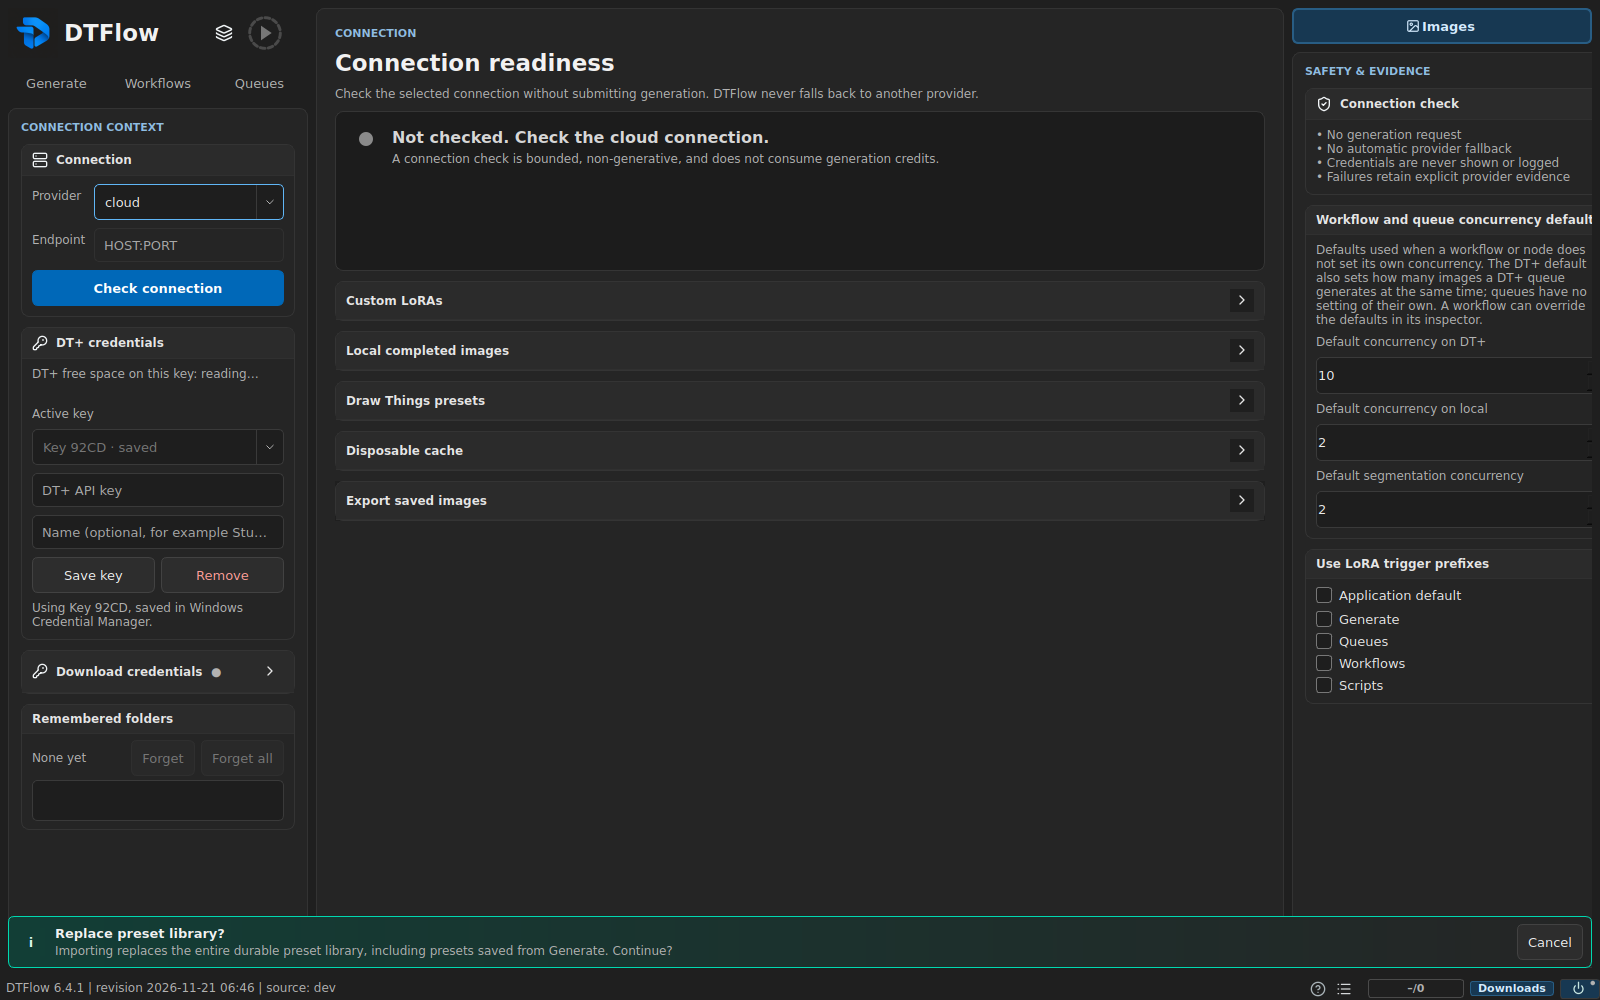 DTFlow
Generate
Workflows
Queues
CONNECTION CONTEXT
Connection
Provider
cloud
Endpoint
HOST:PORT
Check connection
DT+ credentials
DT+ free space on this key: reading...
Active key
Key 92CD · saved
DT+ API key
Name (optional, for example Stu...
Save key
Remove
Using Key 92CD, saved in Windows
Credential Manager.
Download credentials
Remembered folders
None yet
Forget
Forget all
CONNECTION
Connection readiness
Check the selected connection without submitting generation. DTFlow never falls back to another provider.
Not checked. Check the cloud connection.
A connection check is bounded, non-generative, and does not consume generation credits.
Custom LoRAs
Local completed images
Draw Things presets
Disposable cache
Export saved images
Images
SAFETY & EVIDENCE
Connection check
• No generation request
• No automatic provider fallback
• Credentials are never shown or logged
• Failures retain explicit provider evidence
Workflow and queue concurrency default
Defaults used when a workflow or node does
not set its own concurrency. The DT+ default
also sets how many images a DT+ queue
generates at the same time; queues have no
setting of their own. A workflow can override
the defaults in its inspector.
Default concurrency on DT+
10
Default concurrency on local
2
Default segmentation concurrency
2
Use LoRA trigger prefixes
Application default
Generate
Queues
Workflows
Scripts
i
Replace preset library?
Importing replaces the entire durable preset library, including presets saved from Generate. Continue?
Cancel
DTFlow 6.4.1 | revision 2026-11-21 06:46 | source: dev
–/0
Downloads